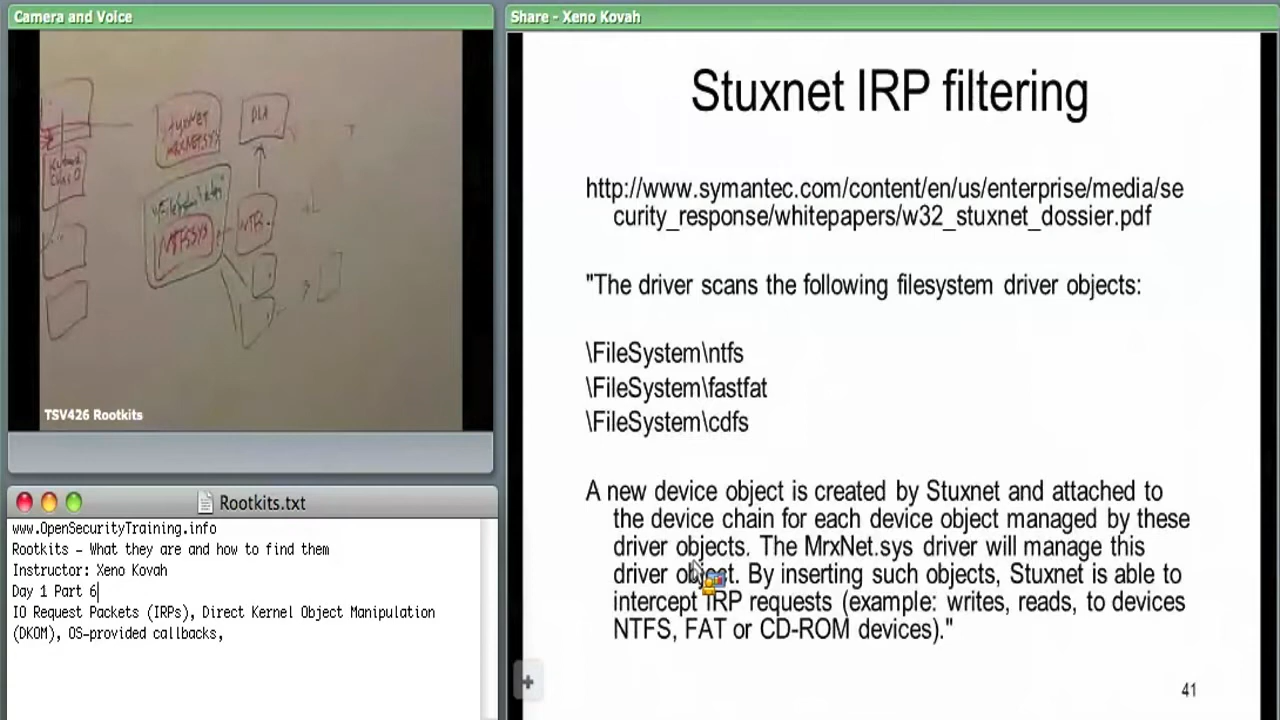 Camera and Voice
Share - Xeno Kovah
DLA
TSV426 Rootkits
Rootkits.txt
www.OpenSecurityTraining.info
Rootkits – What they are and how to find them
Instructor: Xeno Kovah
Day 1 Part 6
IO Request Packets (IRPs), Direct Kernel Object Manipulation
(DKOM), OS-provided callbacks,
Stuxnet IRP filtering
http://www.symantec.com/content/en/us/enterprise/media/se
curity_response/whitepapers/w32_stuxnet_dossier.pdf
"The driver scans the following filesystem driver objects:
\FileSystem\ntfs
\FileSystem\fastfat
\FileSystem\cdfs
A new device object is created by Stuxnet and attached to
the device chain for each device object managed by these
driver objects. The MrxNet.sys driver will manage this
driver object. By inserting such objects, Stuxnet is able to
intercept IRP requests (example: writes, reads, to devices
NTFS, FAT or CD-ROM devices)."
41